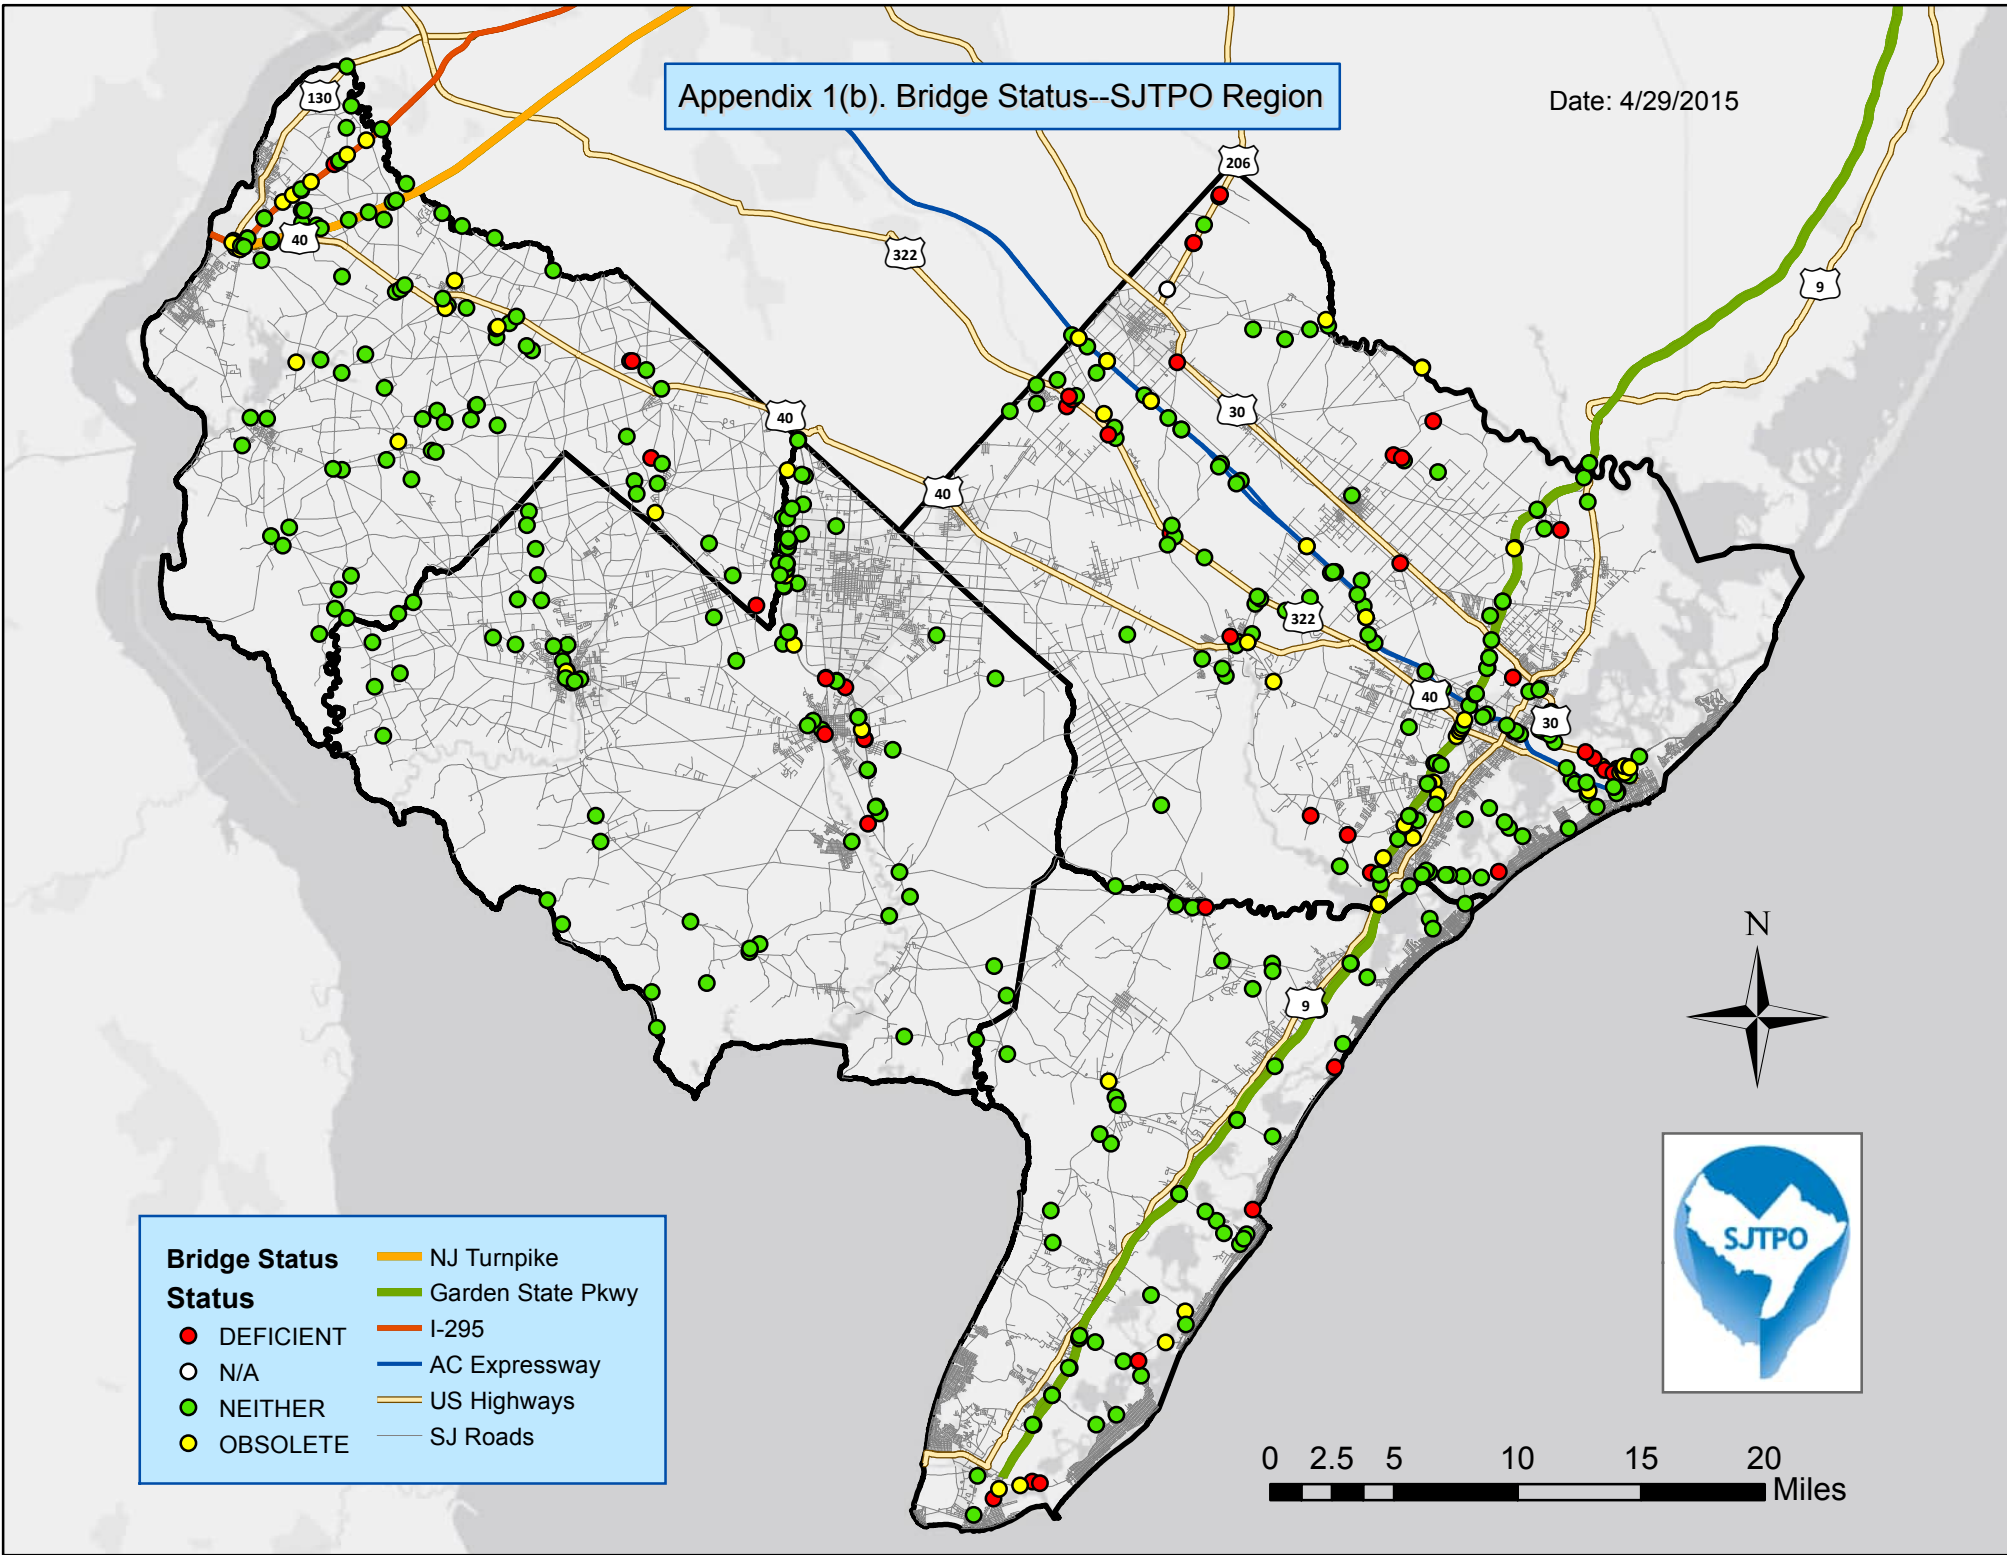 Appendix 1(b). Bridge Status--SJTPO Region
Date: 4/29/2015
130
206
40
322
9
40
30
40
322
40
30
9
N
SJTPO
Bridge Status
Status
DEFICIENT
N/A
NEITHER
OBSOLETE
NJ Turnpike
Garden State Pkwy
I-295
AC Expressway
US Highways
SJ Roads
0 2.5 5 10 15 20
Miles